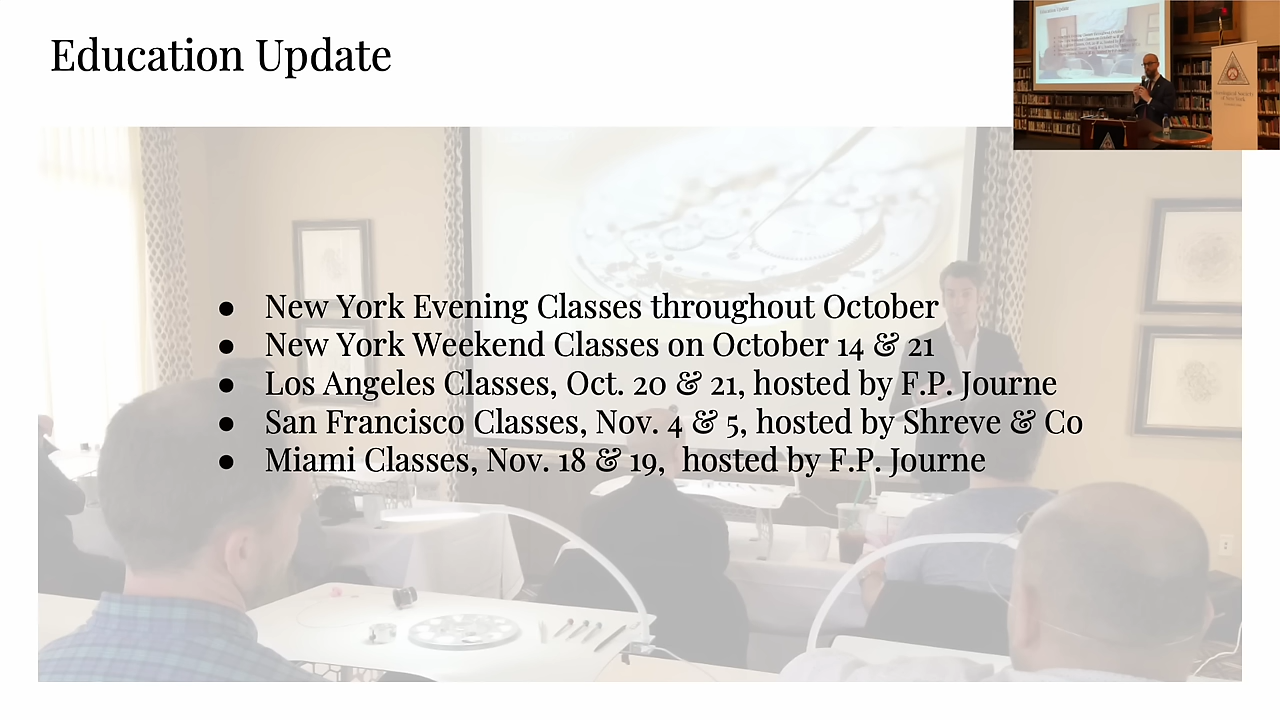 Education Update
● New York Evening Classes throughout October
● New York Weekend Classes on October 14 & 21
● Los Angeles Classes, Oct. 20 & 21, hosted by F.P. Journe
● San Francisco Classes, Nov. 4 & 5, hosted by Shreve & Co
● Miami Classes, Nov. 18 & 19, hosted by F.P. Journe
Education Update